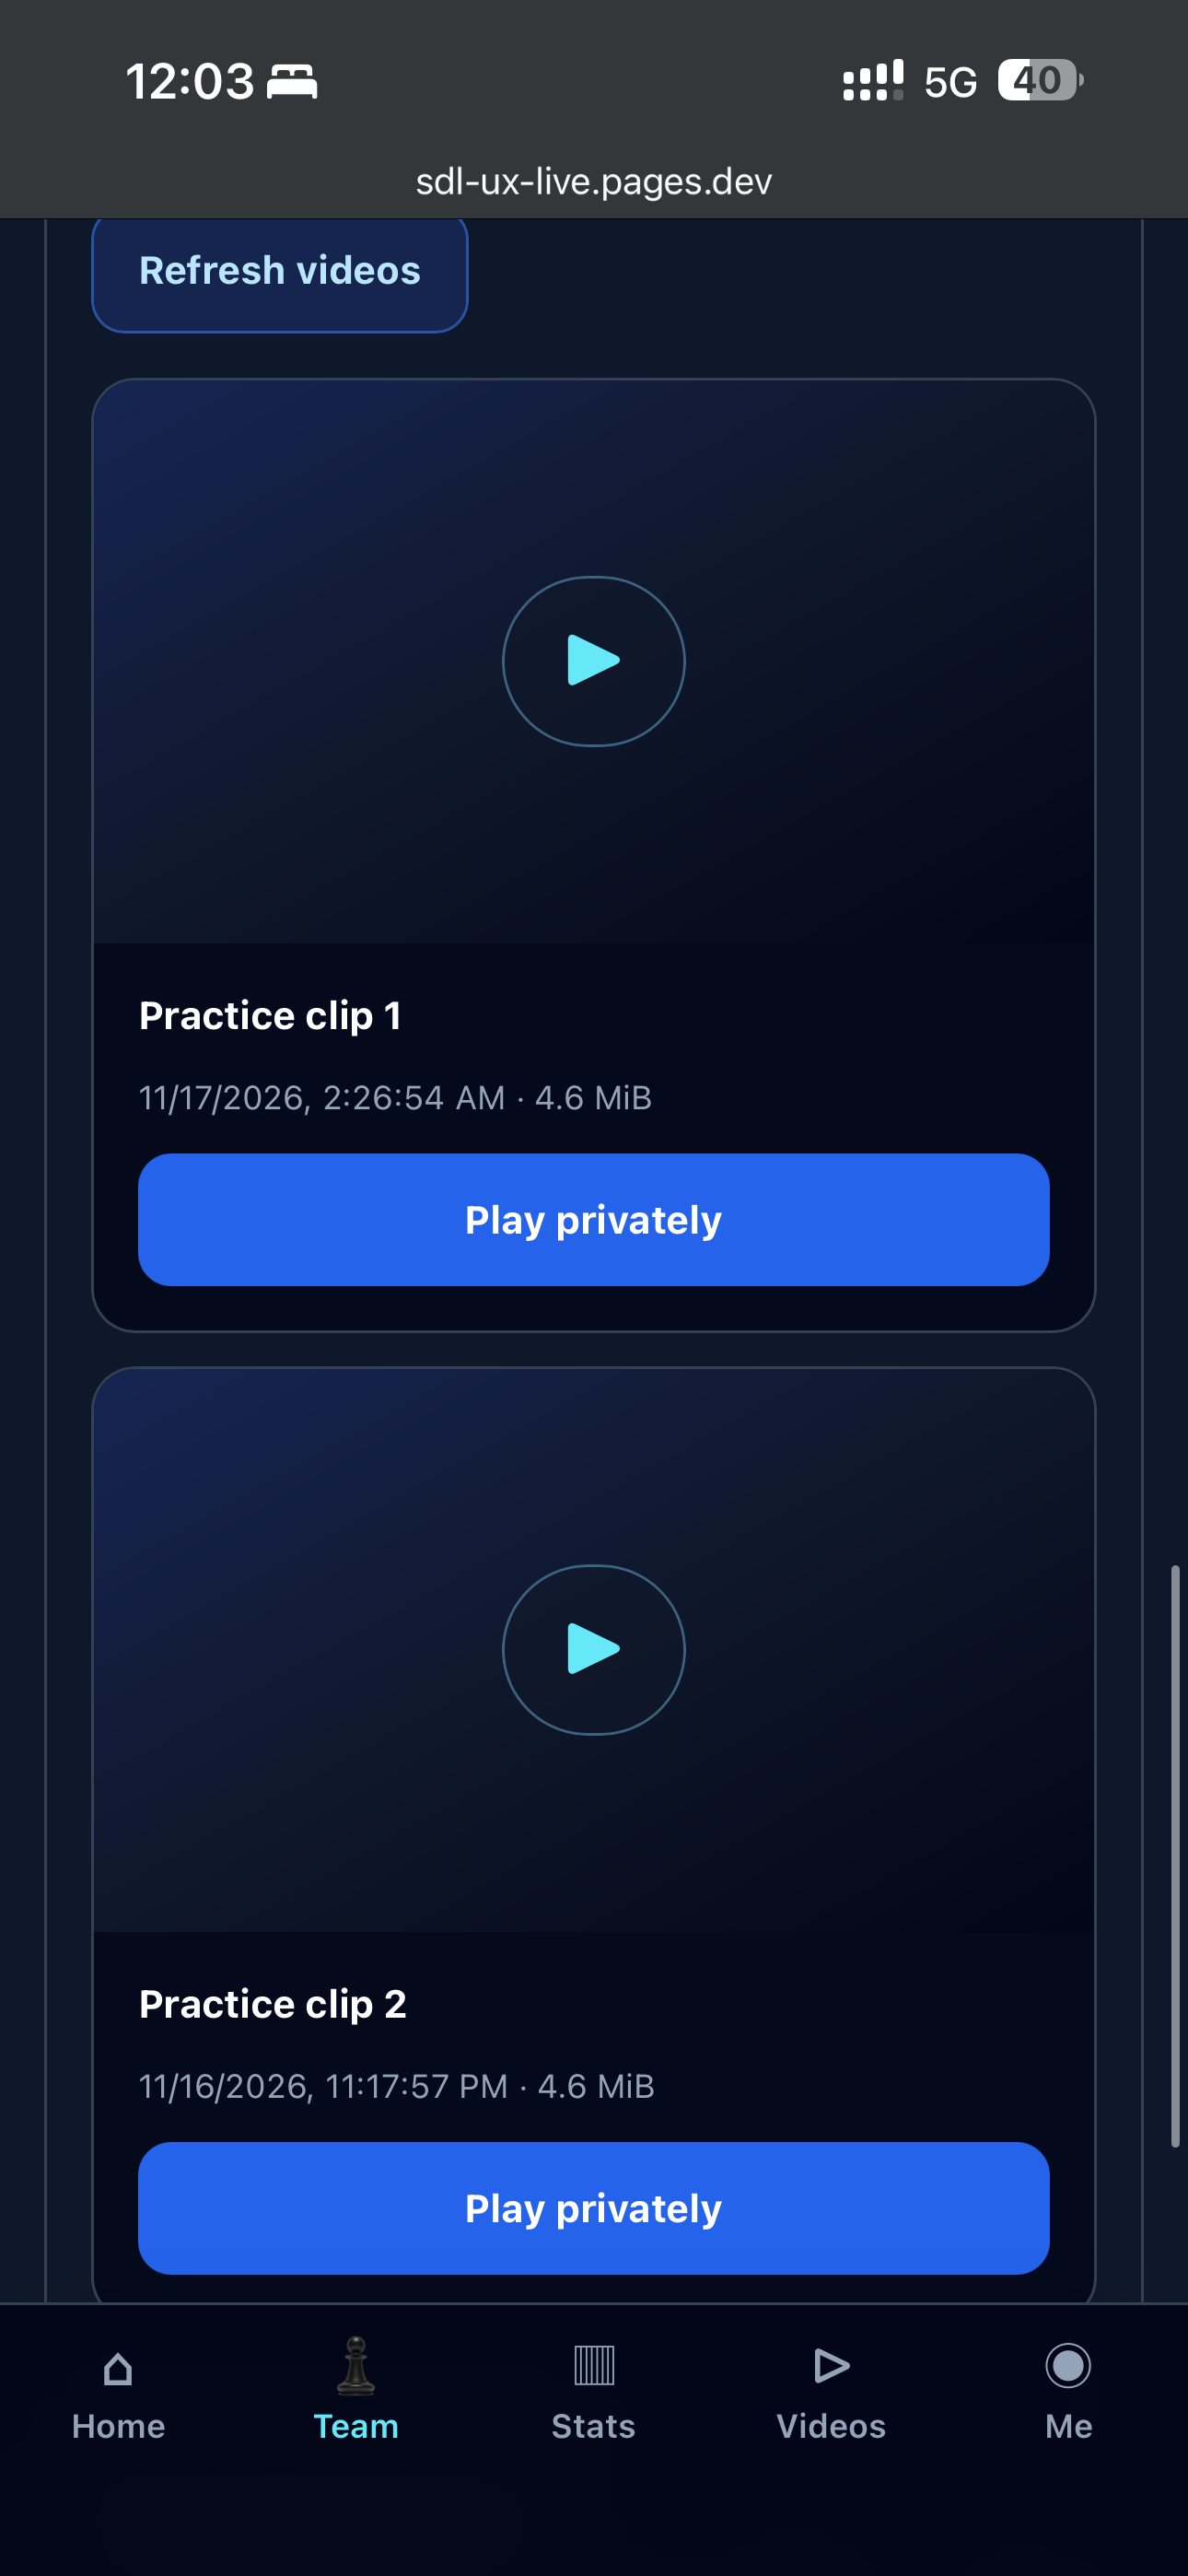 12:03
5G
40
sdl-ux-live.pages.dev
Refresh videos
Practice clip 1
11/17/2026, 2:26:54 AM · 4.6 MiB
Play privately
Practice clip 2
11/16/2026, 11:17:57 PM · 4.6 MiB
Play privately
Home
Team
Stats
Videos
Me